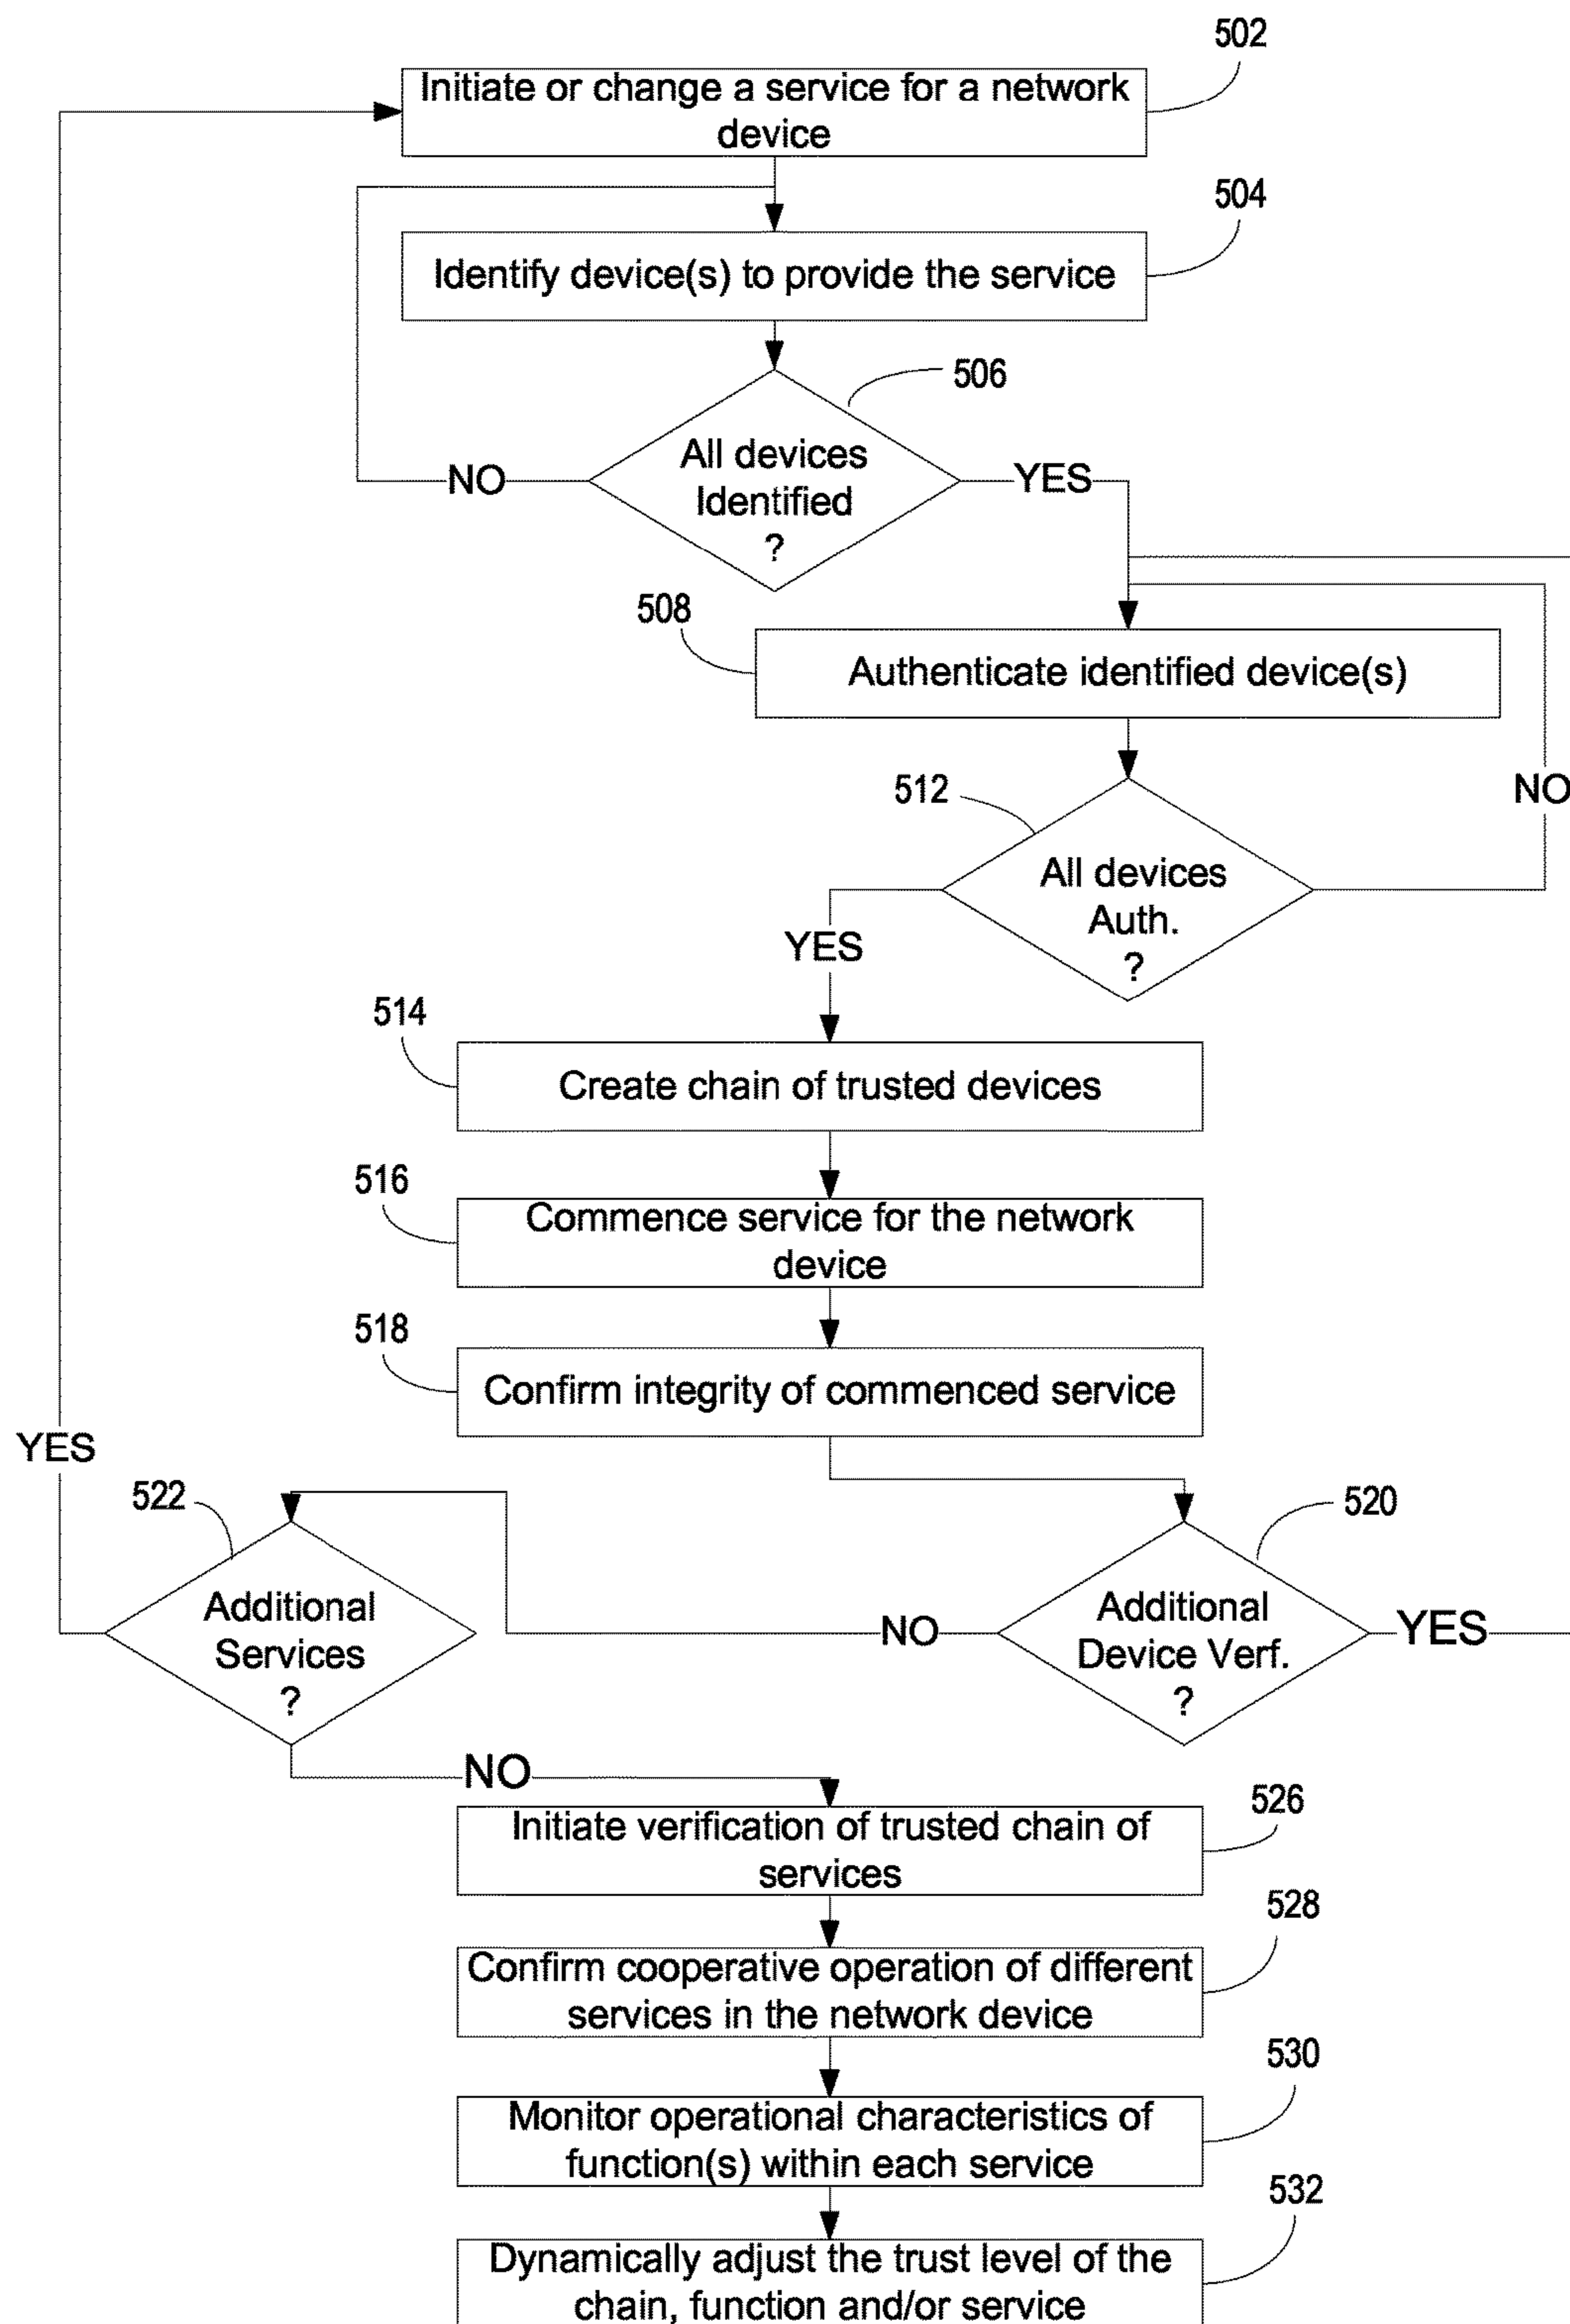 502
Initiate or change a service for a network
device
504
Identify device(s) to provide the service
506
All devices
Identified
?
NO
YES
508
Authenticate identified device(s)
512
NO
All devices
Auth.
?
YES
514
Create chain of trusted devices
516
Commence service for the network
device
518
Confirm integrity of commenced service
YES
522
520
Additional
Services
?
NO
Additional
Device Verf.
?
YES
NO
526
Initiate verification of trusted chain of
services
528
Confirm cooperative operation of different
services in the network device
530
Monitor operational characteristics of
function(s) within each service
532
Dynamically adjust the trust level of the
chain, function and/or service